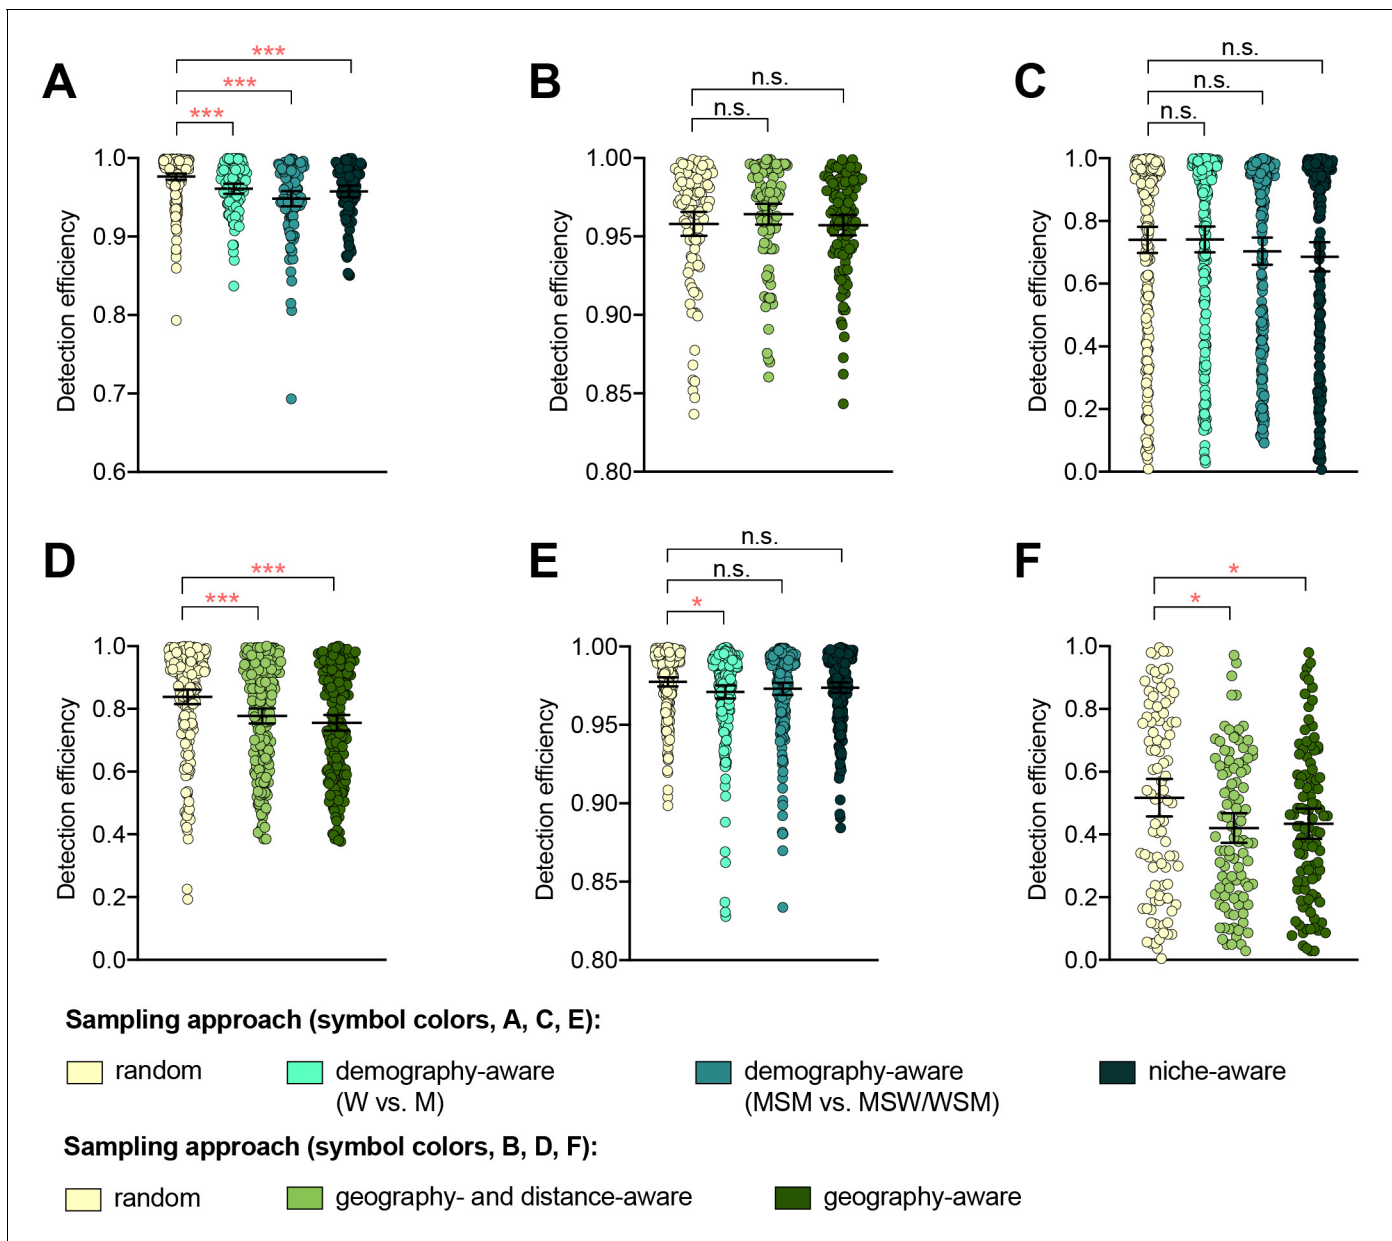 A
***
***
***
1.0
0.9
0.8
0.7
0.6
Detection efficiency
B
n.s.
n.s.
1.00
0.95
0.90
0.85
0.80
Detection efficiency
C
n.s.
n.s.
n.s.
1.0
0.8
0.6
0.4
0.2
0.0
Detection efficiency
D
***
***
1.0
0.8
0.6
0.4
0.2
0.0
Detection efficiency
E
n.s.
n.s.
*
1.00
0.95
0.90
0.85
0.80
Detection efficiency
F
*
*
1.0
0.8
0.6
0.4
0.2
0.0
Detection efficiency
Sampling approach (symbol colors, A, C, E):
random
demography-aware
(W vs. M)
demography-aware
(MSM vs. MSW/WSM)
niche-aware
Sampling approach (symbol colors, B, D, F):
random
geography- and distance-aware
geography-aware